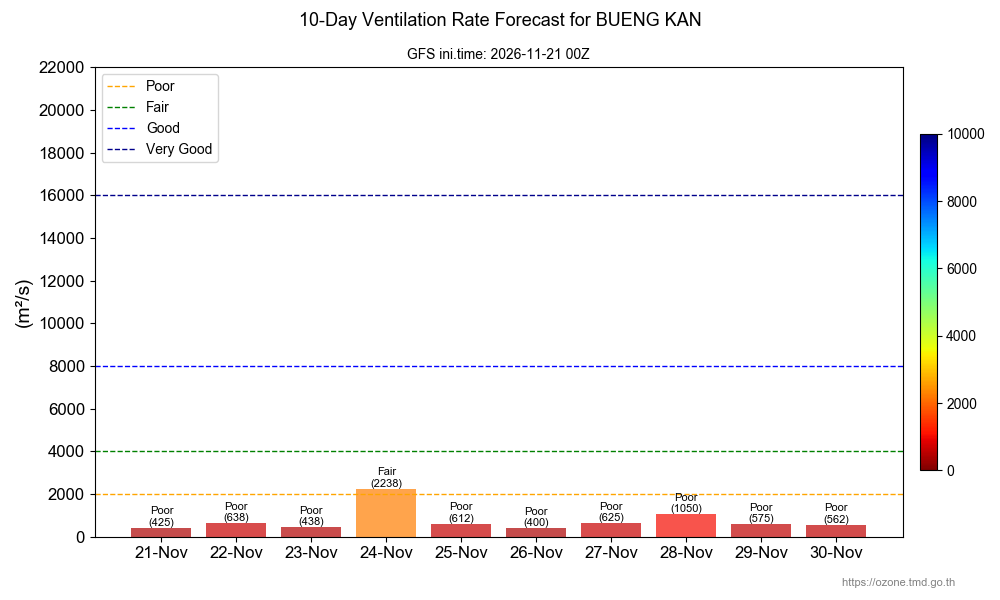 10-Day Ventilation Rate Forecast for BUENG KAN
GFS ini.time: 2026-11-21 00Z
(m²/s)
22000
20000
18000
16000
14000
12000
10000
8000
6000
4000
2000
0
Poor
Fair
Good
Very Good
Poor
(425)
Poor
(638)
Poor
(438)
Fair
(2238)
Poor
(612)
Poor
(400)
Poor
(625)
Poor
(1050)
Poor
(575)
Poor
(562)
21-Nov 22-Nov 23-Nov 24-Nov 25-Nov 26-Nov 27-Nov 28-Nov 29-Nov 30-Nov
10000
8000
6000
4000
2000
0
https://ozone.tmd.go.th